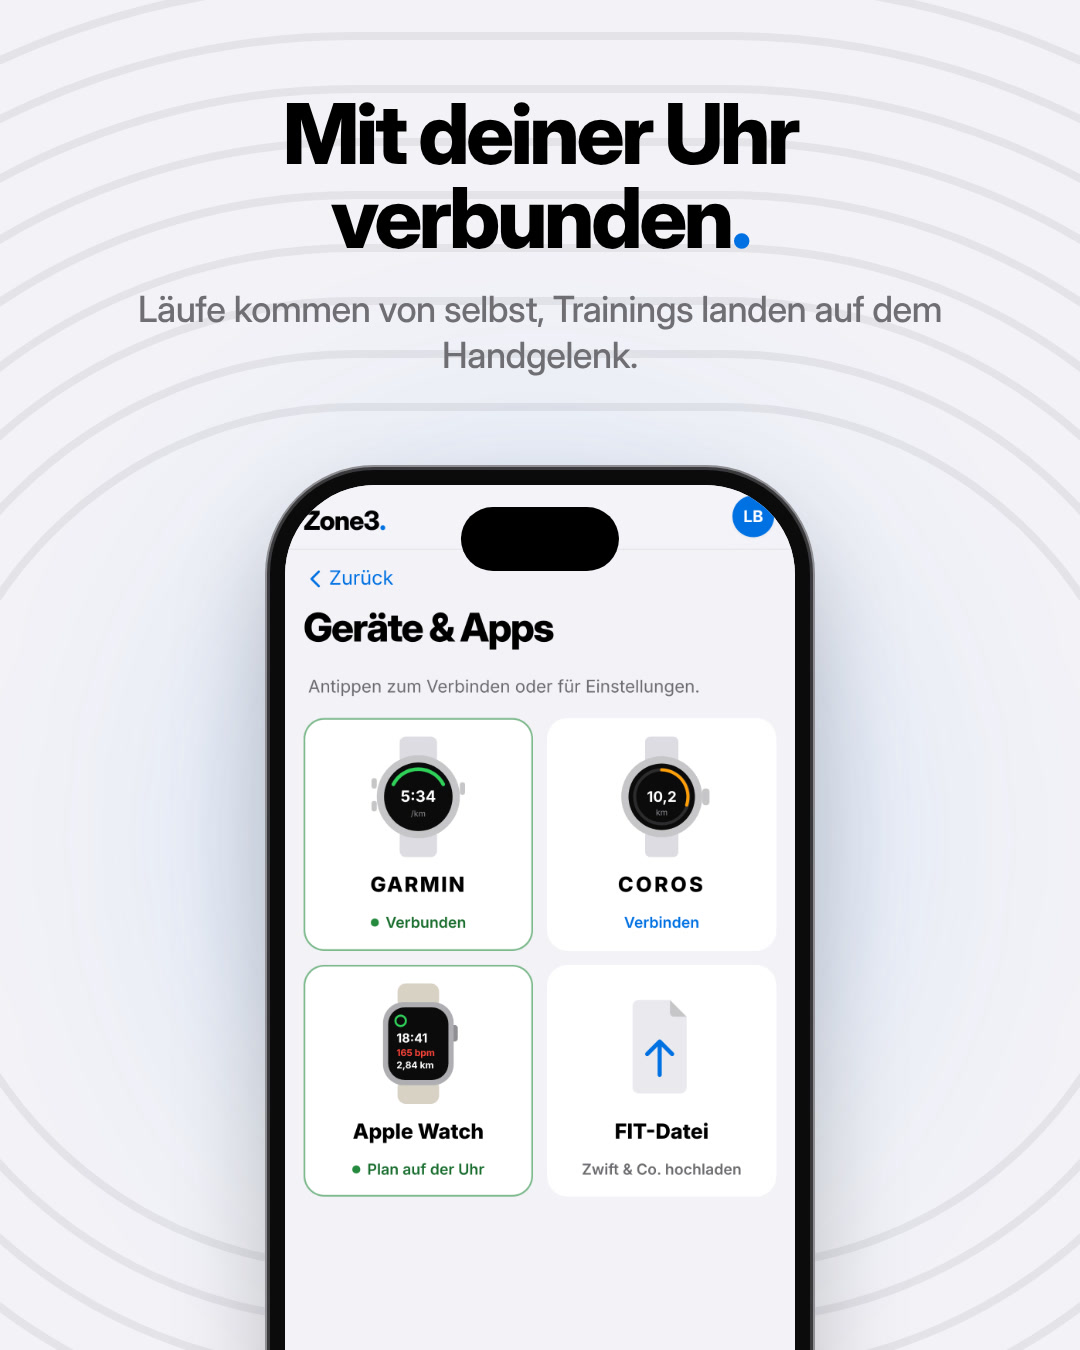 Mit deiner Uhr
verbunden.
Läufe kommen von selbst, Trainings landen auf dem
Handgelenk.
Zone3.
LB
Zurück
Geräte & Apps
Antippen zum Verbinden oder für Einstellungen.
5:34
/km
GARMIN
Verbunden
10,2
km
COROS
Verbinden
18:41
165 bpm
2,84 km
Apple Watch
Plan auf der Uhr
FIT-Datei
Zwift & Co. hochladen